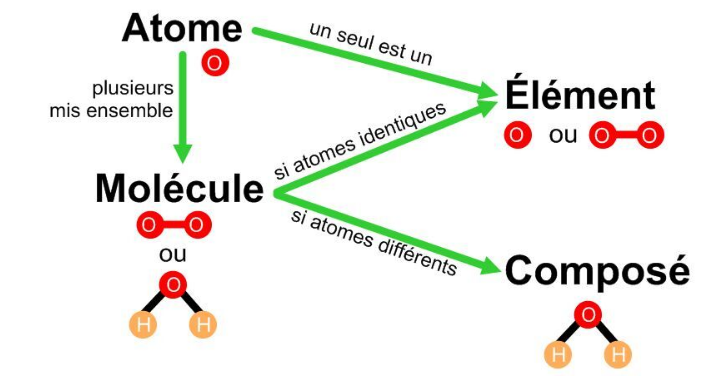 Atome
O
un seul est un
plusieurs
mis ensemble
Élément
O ou O O
si atomes identiques
Molécule
O O
ou
O
H H
si atomes différents
Composé
O
H H